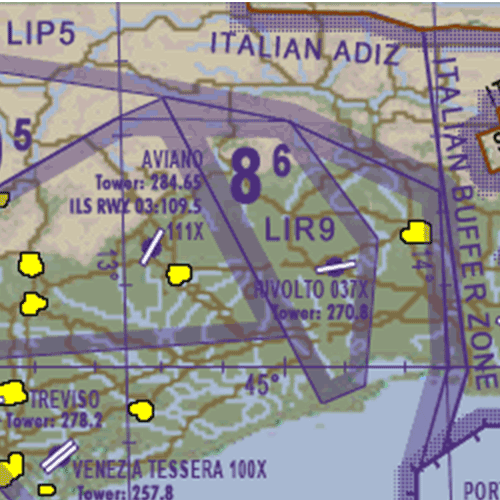 LIP5
ITALIAN ADIZ
5
AVIANO
Tower: 284.65
ILS RWX 03:109.5
111X
8 6
LIR9
ITALIAN BUFFER ZONE
13°
14°
RIVOLTO 037X
Tower: 270.8
45°
TREVISO
Tower: 278.2
VENEZIA TESSERA 100X
Tower: 257.8
POR